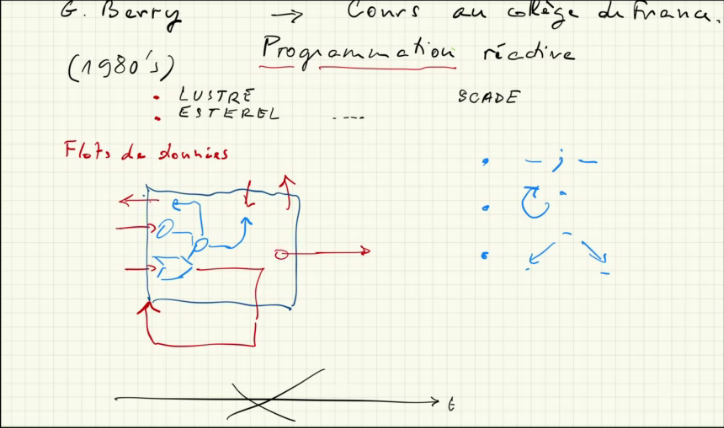 G. Berry → Cours au collège de France.
Programmation réactive
(1980's)
• LUSTRE SCADE
• ESTEREL ....
Flots de données
• — ; —
t